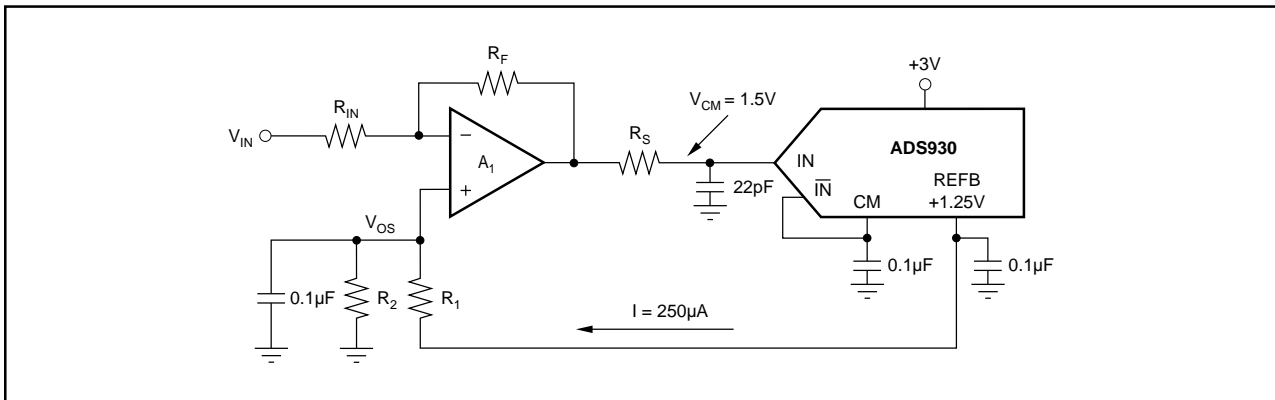 R_F
+3V
V_CM = 1.5V
R_IN
V_IN
R_S
ADS930
–
A_1
IN
+
22pF
I̅N̅
REFB
CM
+1.25V
V_OS
0.1µF
R_2
R_1
0.1µF
0.1µF
I = 250µA